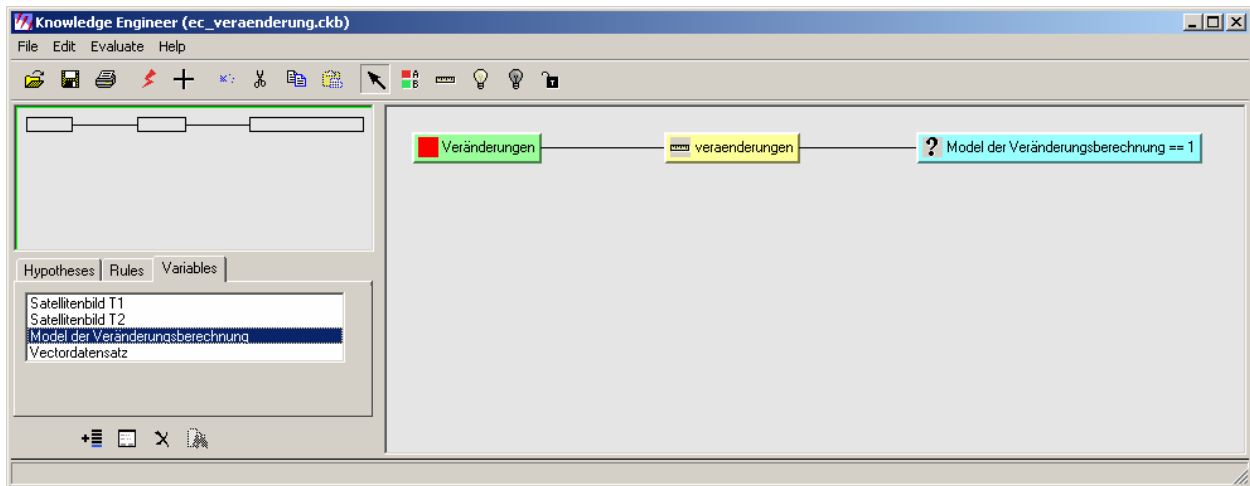 Knowledge Engineer (ec_veraenderung.ckb)
File Edit Evaluate Help
A
B
Veränderungen
veraenderungen
? Model der Veränderungsberechnung == 1
Hypotheses Rules Variables
Satellitenbild T1
Satellitenbild T2
Model der Veränderungsberechnung
Vectordatensatz